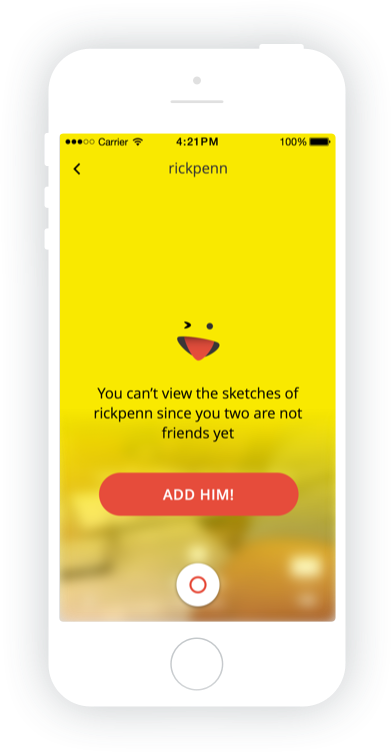 Carrier 4:21PM 100%
rickpenn
You can't view the sketches of
rickpenn since you two are not
friends yet
ADD HIM!